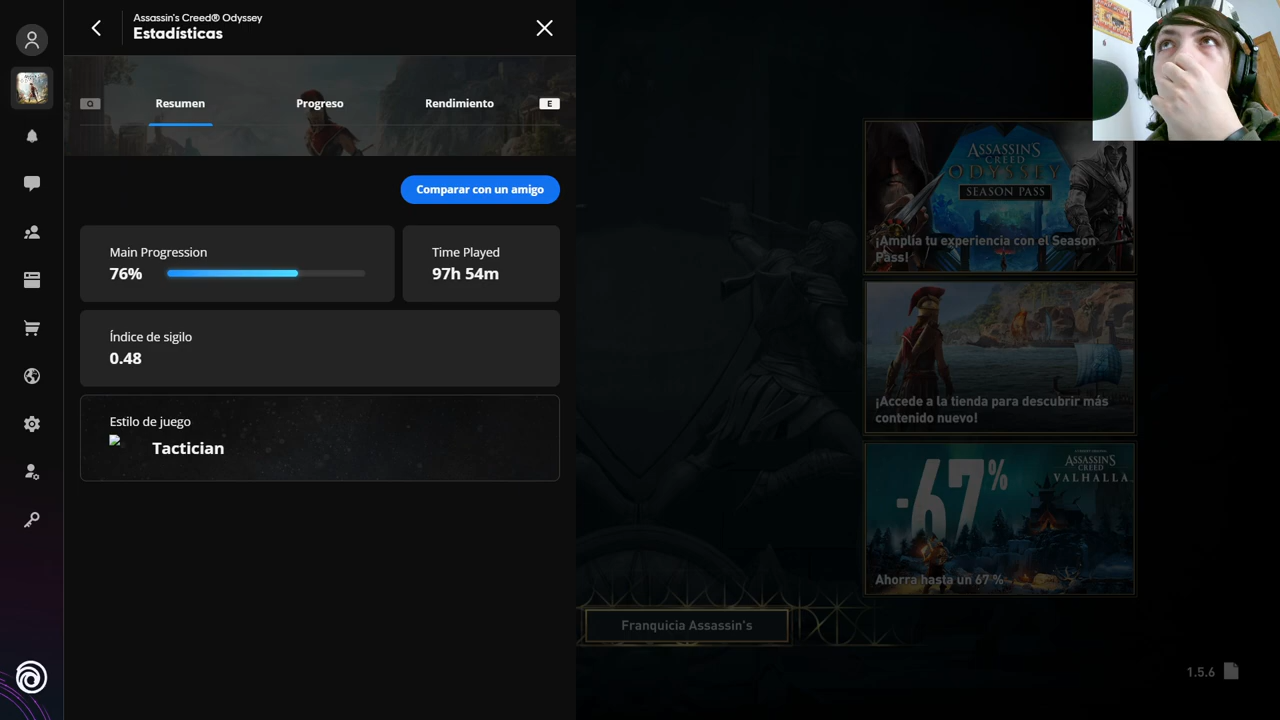 Assassin's Creed® Odyssey
Estadísticas
Q
Resumen
Progreso
Rendimiento
E
Comparar con un amigo
Main Progression
76%
Time Played
97h 54m
Índice de sigilo
0.48
Estilo de juego
Tactician
ASSASSIN'S
CREED
ODYSSEY
SEASON PASS
¡Amplía tu experiencia con el Season
Pass!
¡Accede a la tienda para descubrir más
contenido nuevo!
-67%
ASSASSIN'S
CREED
VALHALLA
Ahorra hasta un 67 %
Franquicia Assassin's
1.5.6